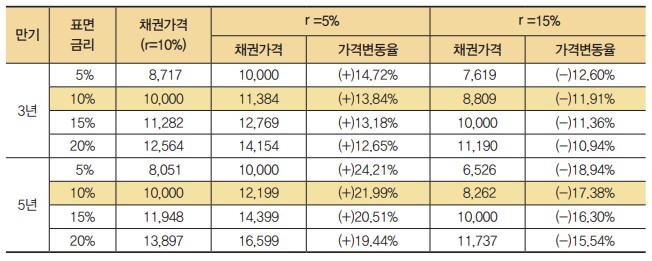 만기 표면 금리 채권가격 (r=10%) r =5% r =15%
채권가격 가격변동율 채권가격 가격변동율
3년
5% 8,717 10,000 (+)14,72% 7,619 (−)12,60%
10% 10,000 11,384 (+)13,84% 8,809 (−)11,91%
15% 11,282 12,769 (+)13,18% 10,000 (−)11,36%
20% 12,564 14,154 (+)12,65% 11,190 (−)10,94%
5년
5% 8,051 10,000 (+)24,21% 6,526 (−)18,94%
10% 10,000 12,199 (+)21,99% 8,262 (−)17,38%
15% 11,948 14,399 (+)20,51% 10,000 (−)16,30%
20% 13,897 16,599 (+)19,44% 11,737 (−)15,54%